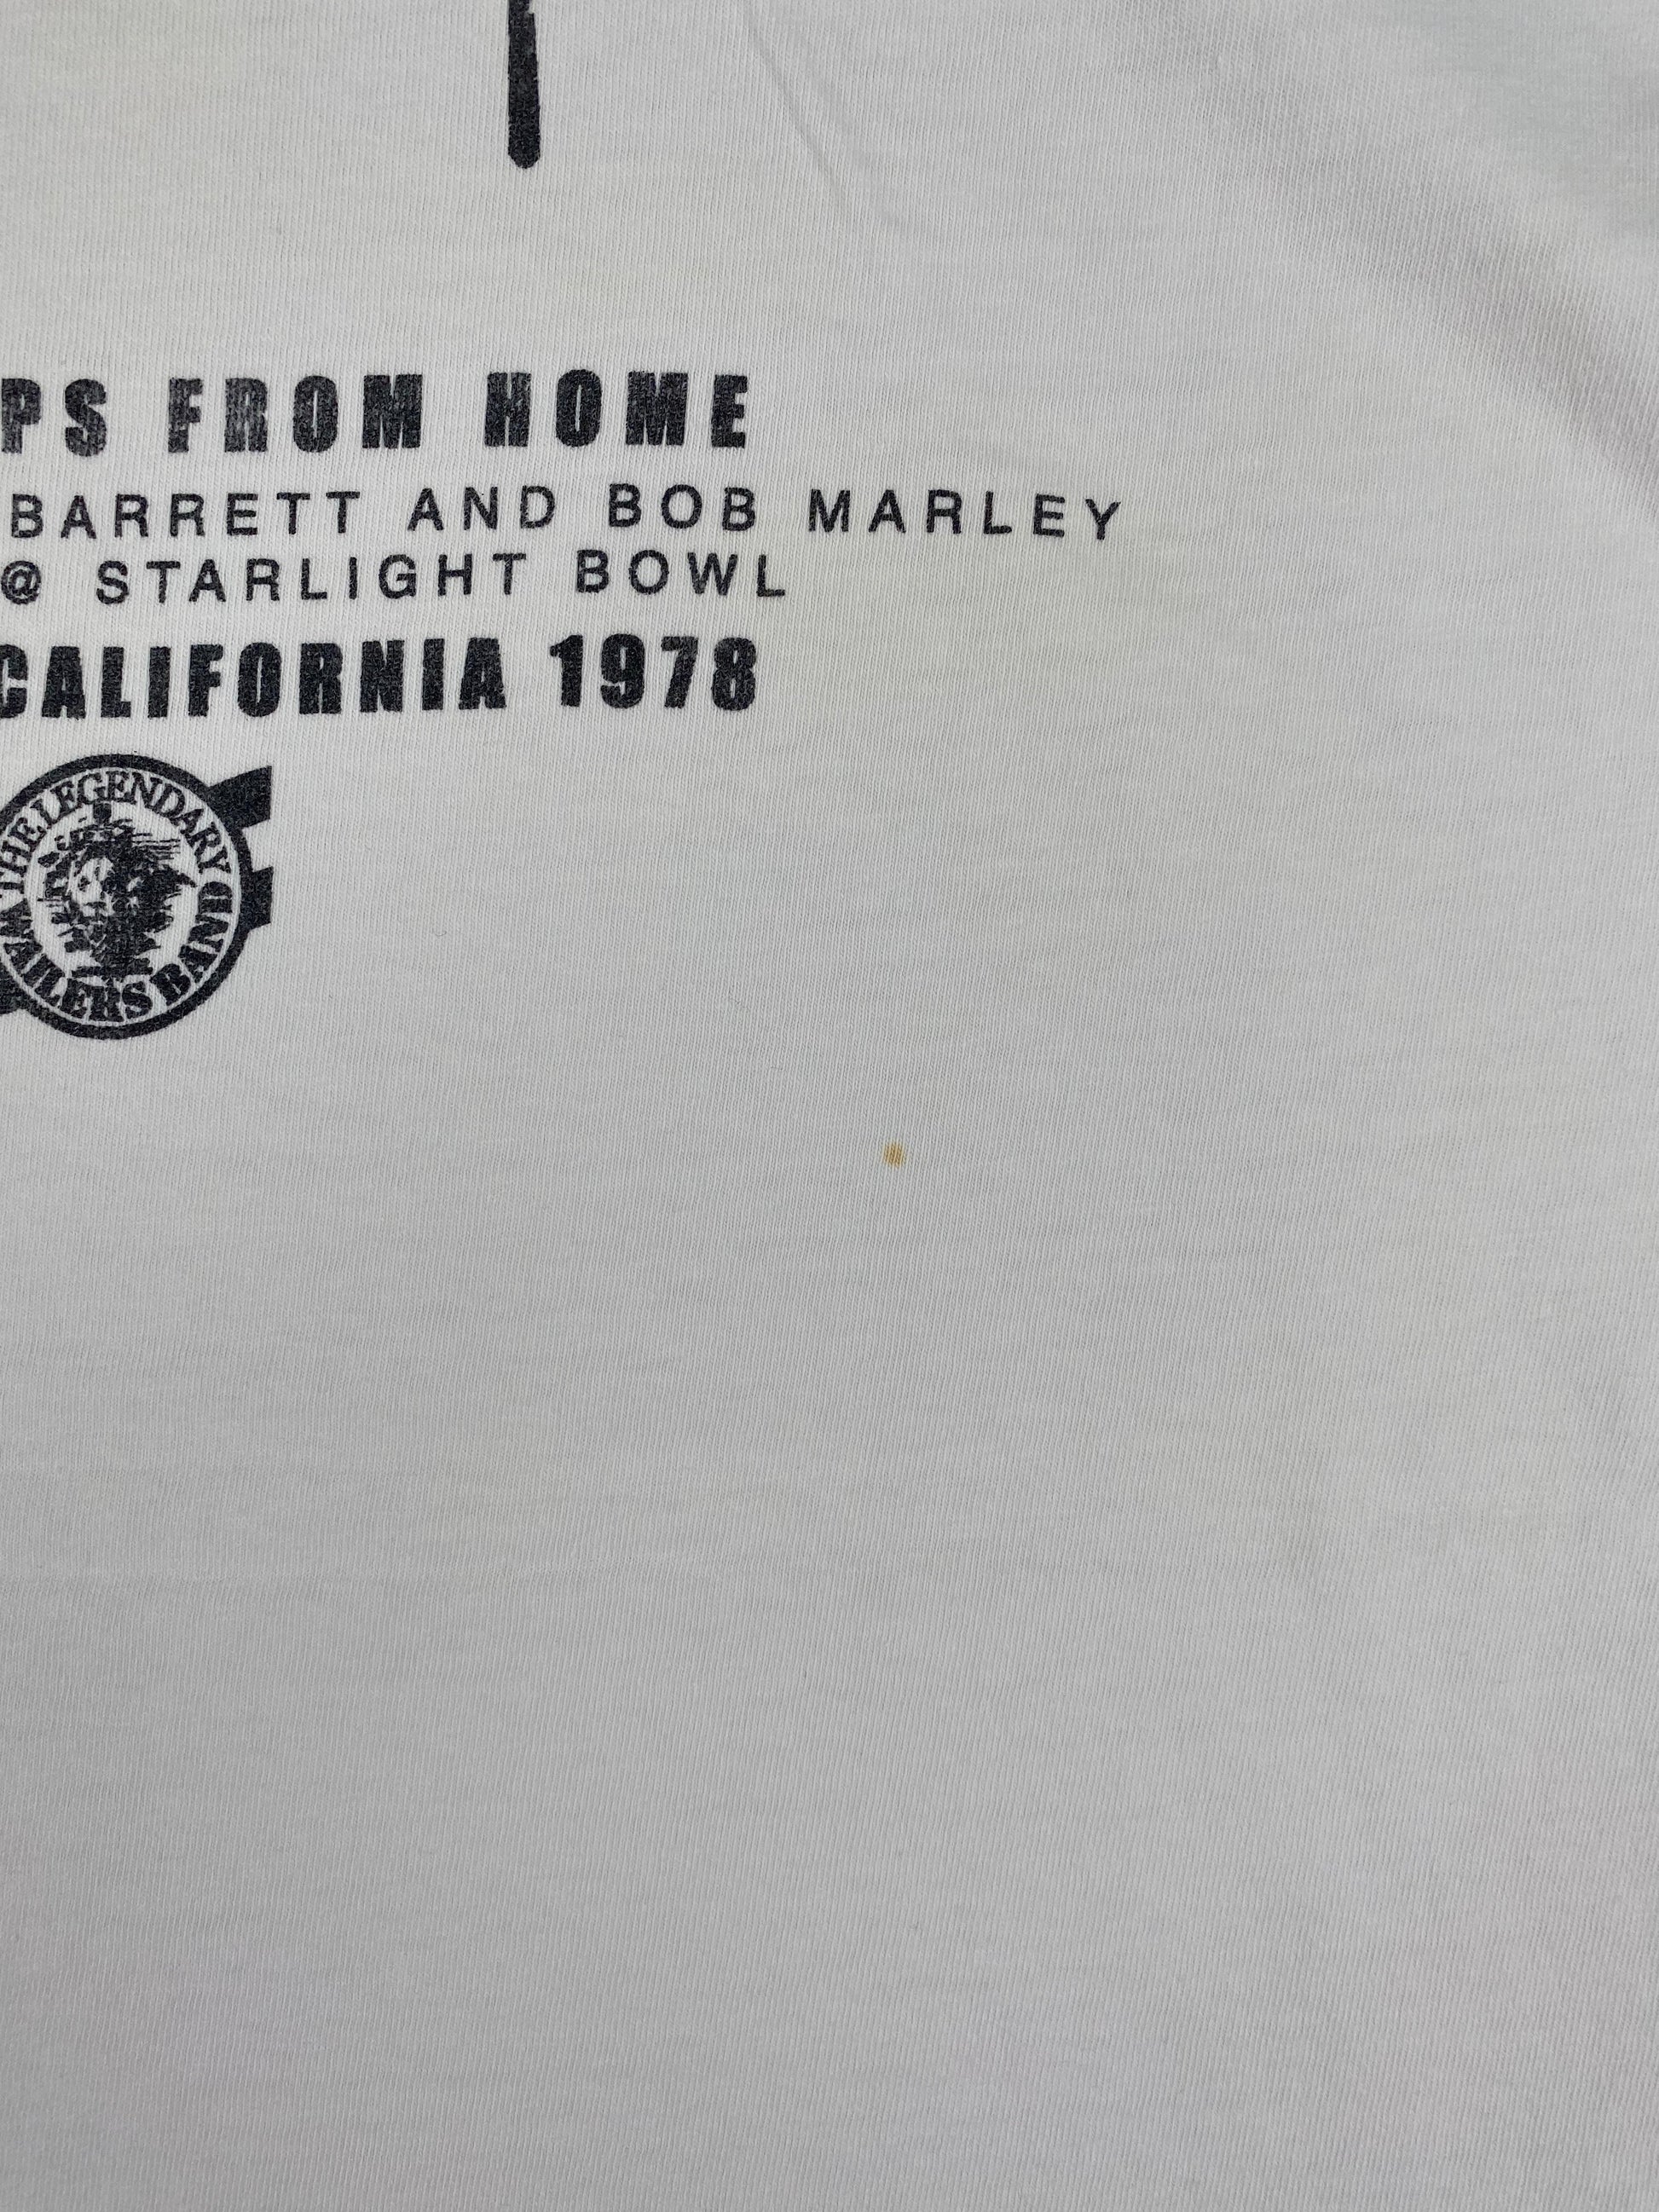 PS FROM HOME
BARRETT AND BOB MARLEY
@ STARLIGHT BOWL
CALIFORNIA 1978
THE LEGENDARY
WAILERS BAND